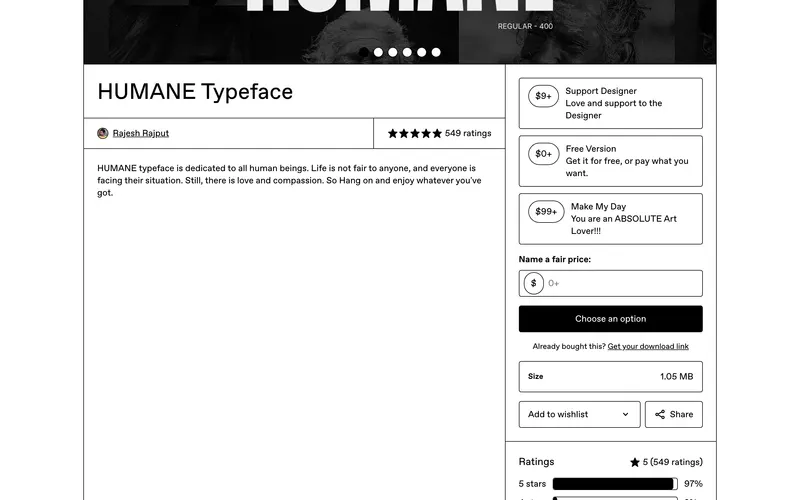 HUMANE
REGULAR - 400
HUMANE Typeface
Rajesh Rajput
549 ratings
HUMANE typeface is dedicated to all human beings. Life is not fair to anyone, and everyone is
facing their situation. Still, there is love and compassion. So Hang on and enjoy whatever you've
got.
$9+
Support Designer
Love and support to the
Designer
$0+
Free Version
Get it for free, or pay what you
want.
$99+
Make My Day
You are an ABSOLUTE Art
Lover!!!
Name a fair price:
$ 0+
Choose an option
Already bought this? Get your download link
Size 1.05 MB
Add to wishlist
Share
Ratings 5 (549 ratings)
5 stars 97%